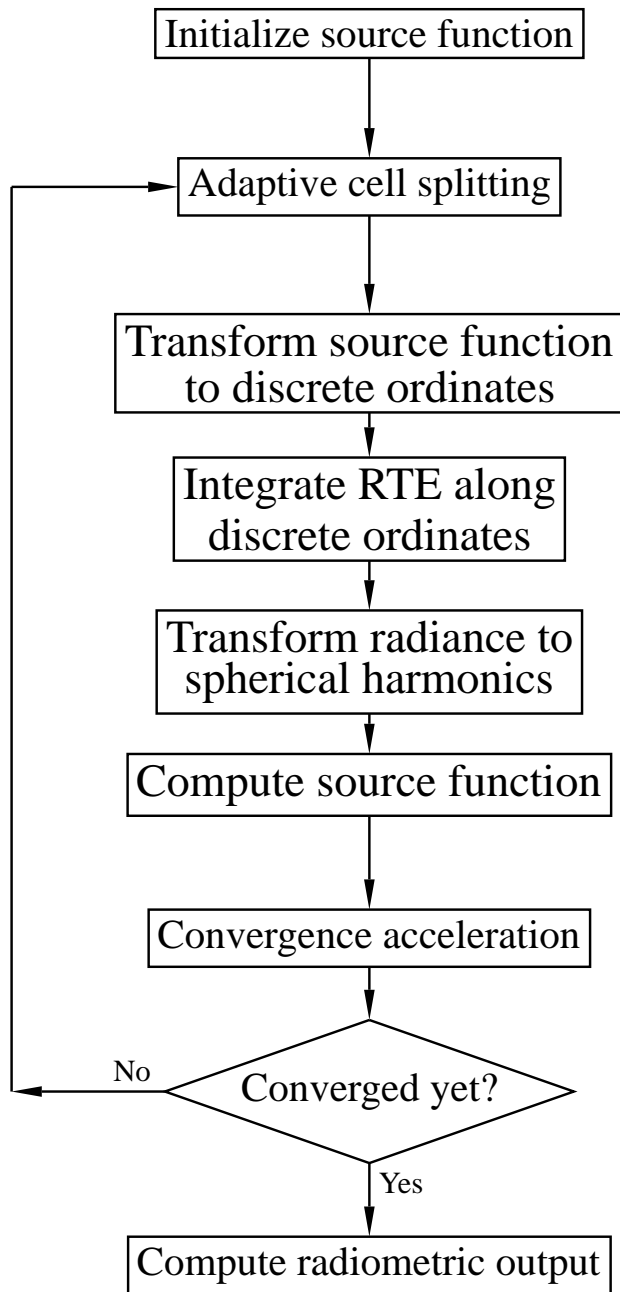 Initialize source function
Adaptive cell splitting
Transform source function
to discrete ordinates
Integrate RTE along
discrete ordinates
Transform radiance to
spherical harmonics
Compute source function
Convergence acceleration
No
Converged yet?
Yes
Compute radiometric output